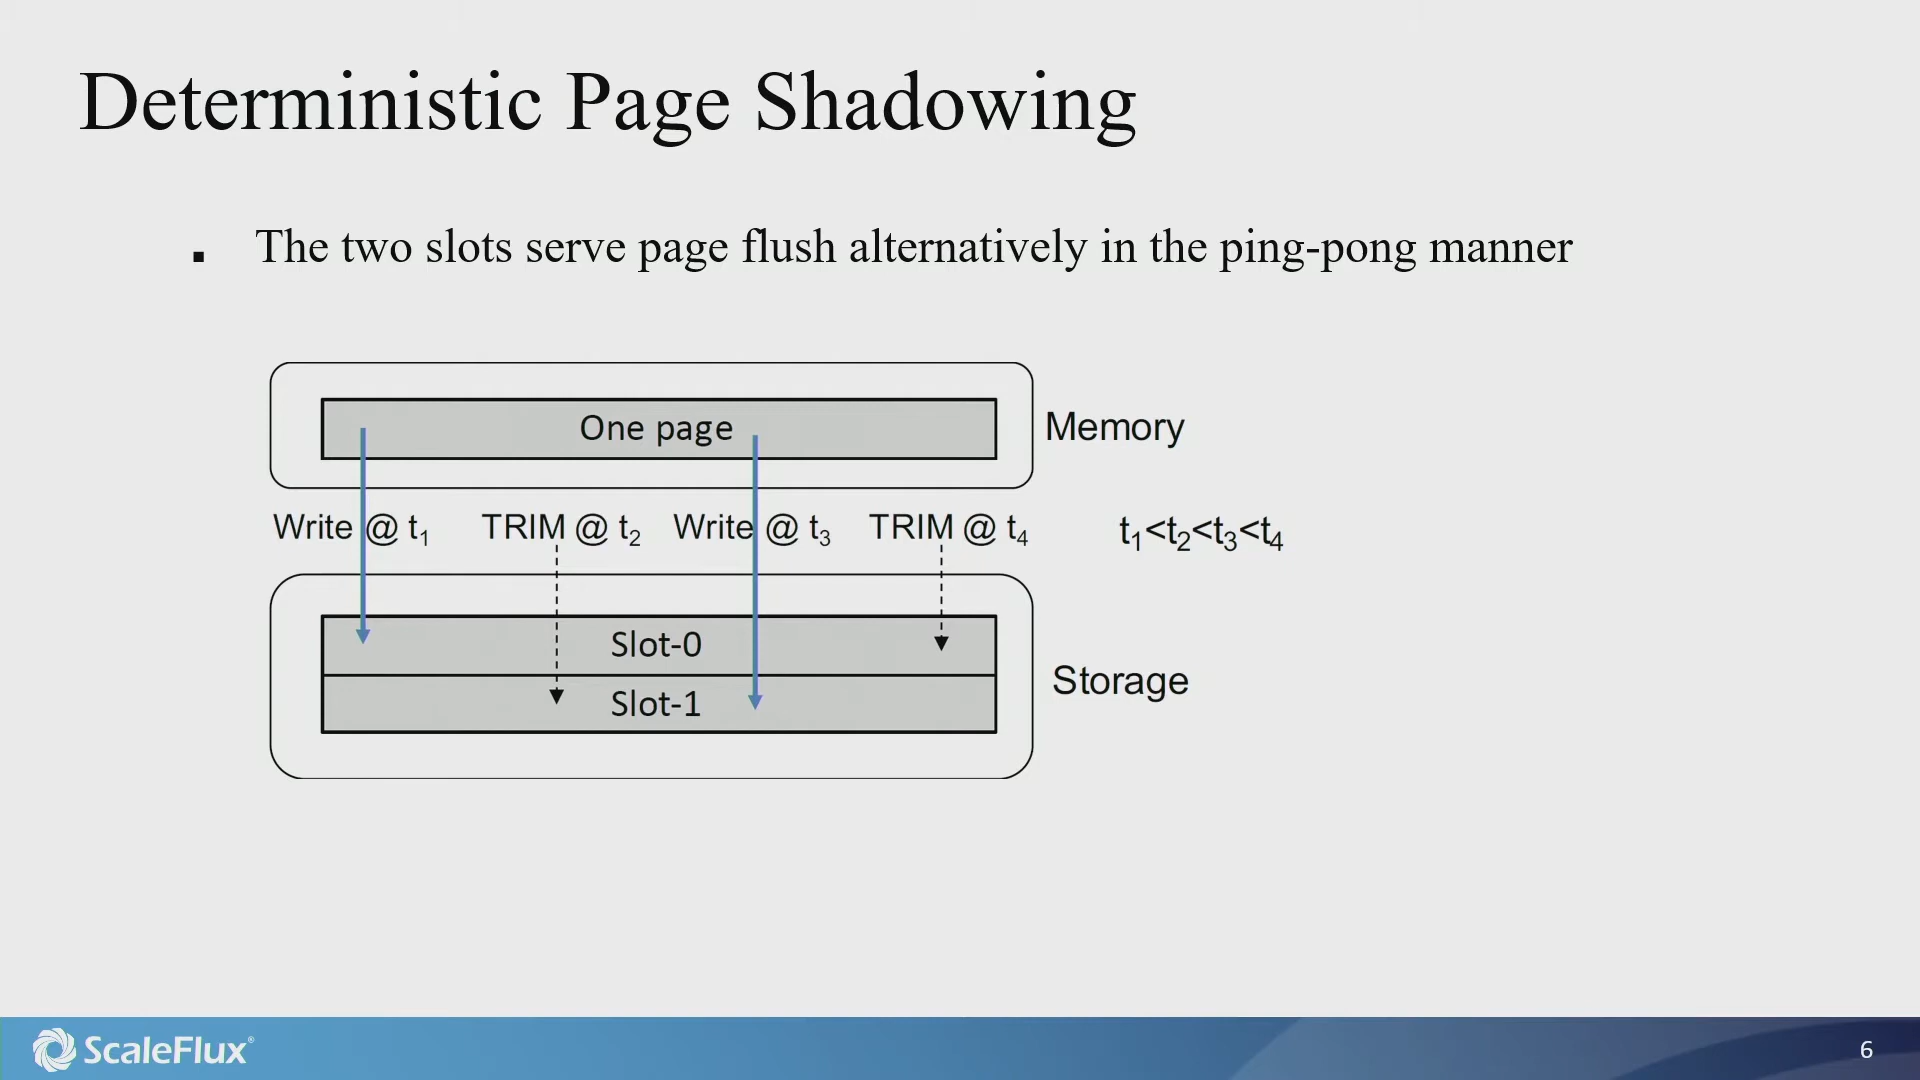 Deterministic Page Shadowing
▪ The two slots serve page flush alternatively in the ping-pong manner
One page
Memory
Write @ t₁ TRIM @ t₂ Write @ t₃ TRIM @ t₄ t₁<t₂<t₃<t₄
Slot-0
Slot-1
Storage
ScaleFlux®
6